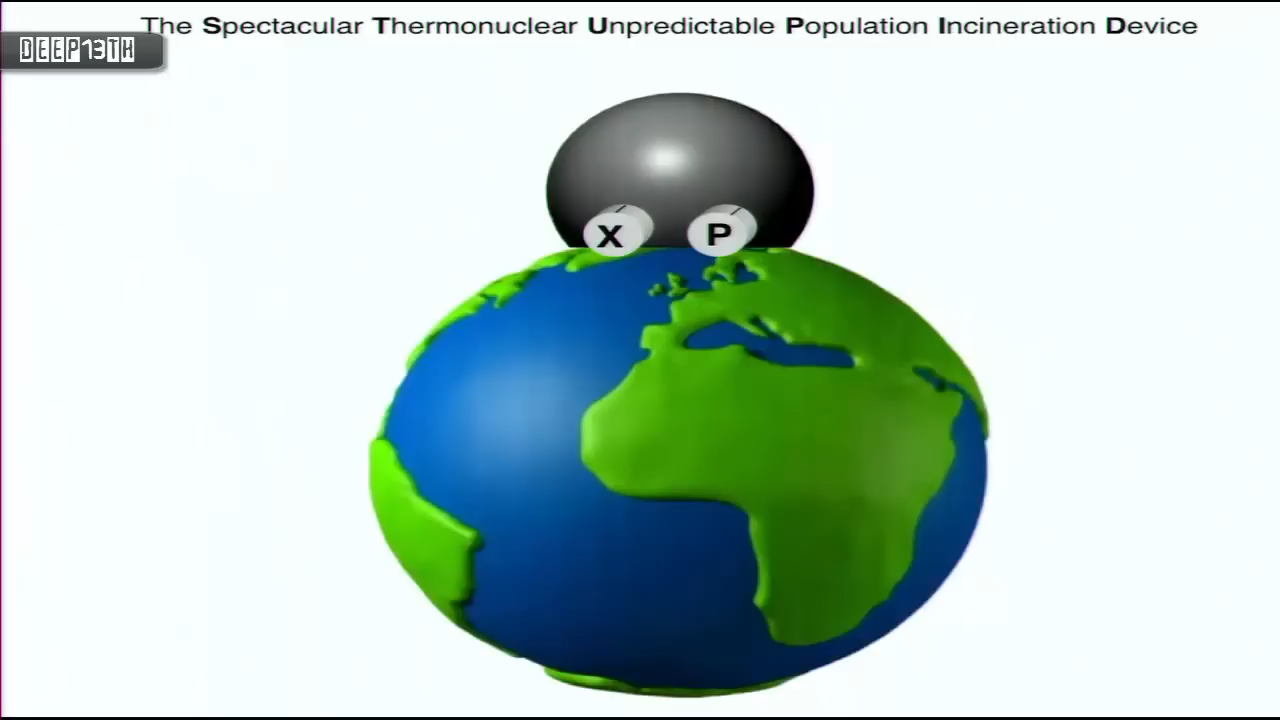 The Spectacular Thermonuclear Unpredictable Population Incineration Device
DEEP13TH
X P